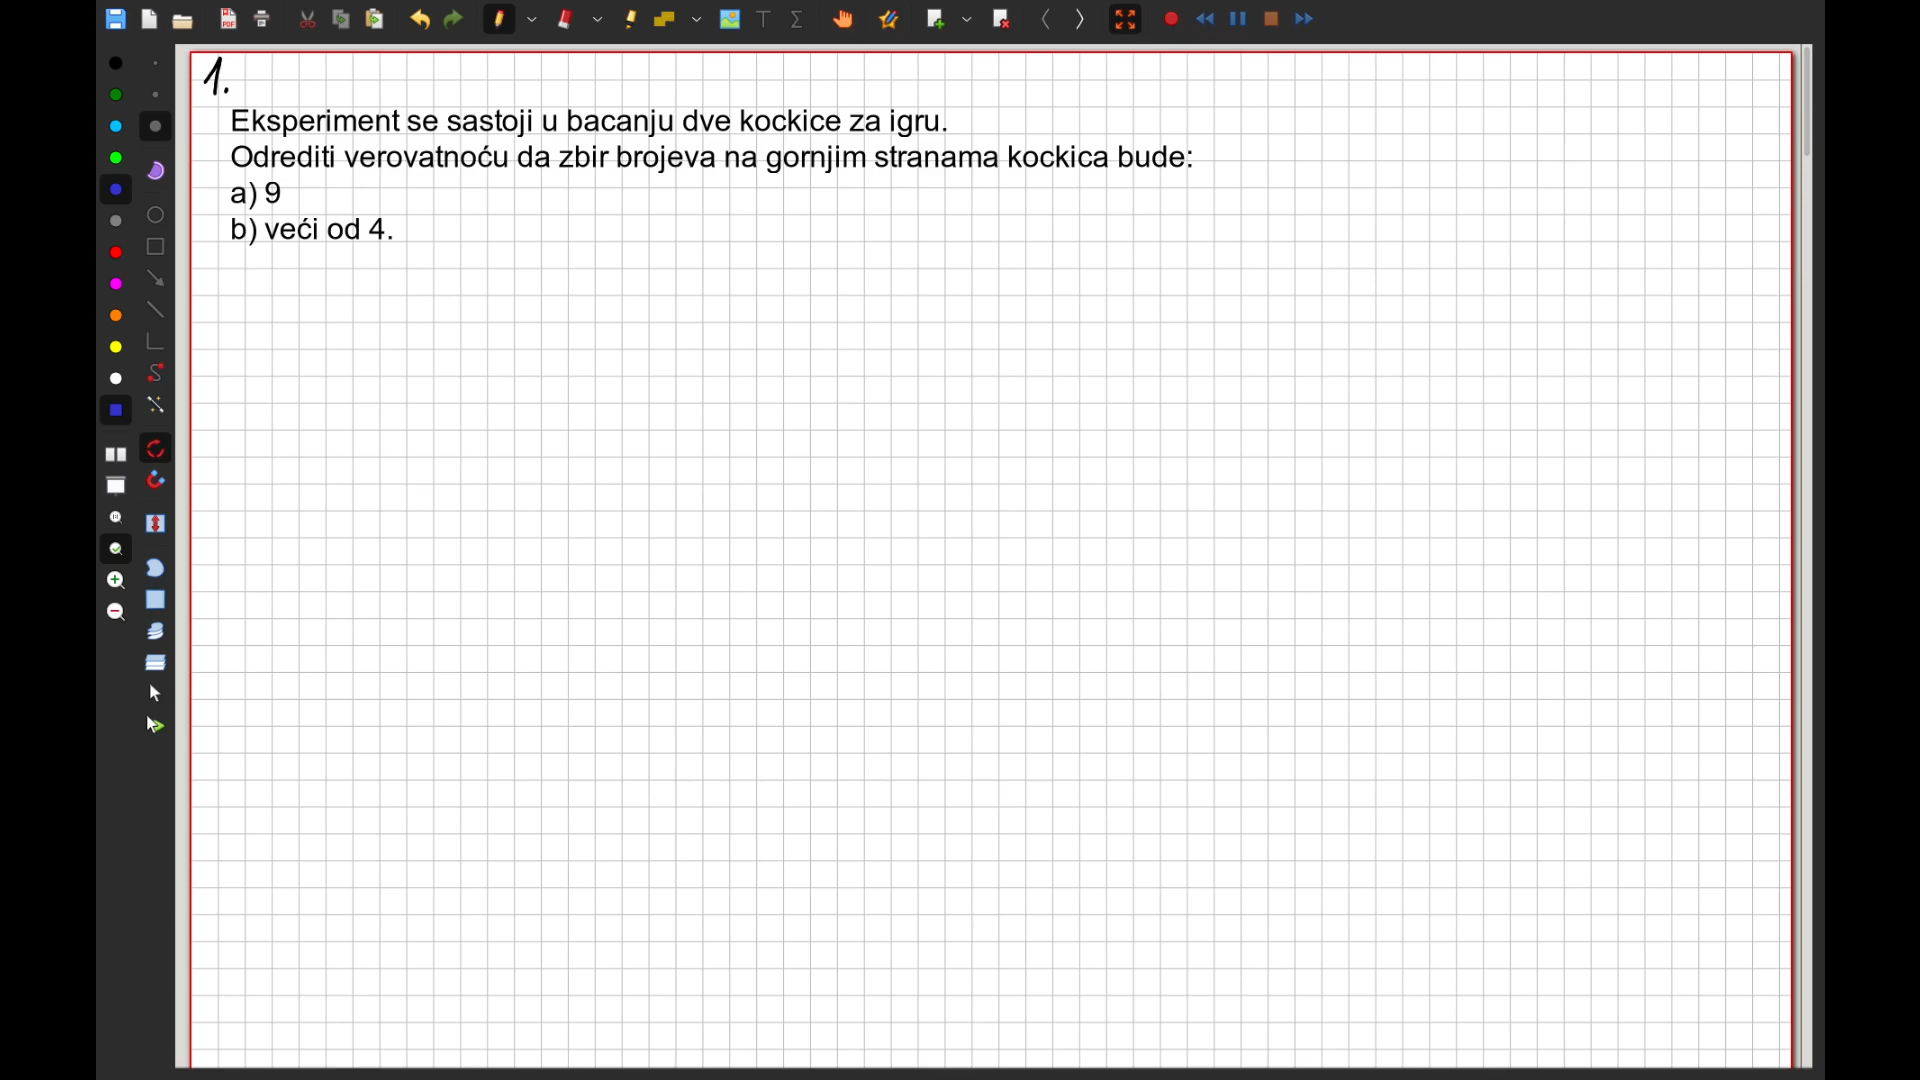 1.
Eksperiment se sastoji u bacanju dve kockice za igru.
Odrediti verovatnoću da zbir brojeva na gornjim stranama kockica bude:
a) 9
b) veći od 4.